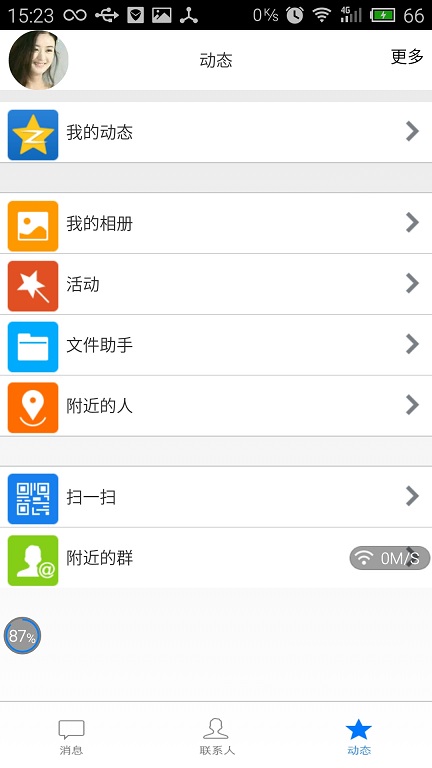 15:23 0K/s 4G 66
动态 更多
我的动态
我的相册
活动
文件助手
附近的人
扫一扫
附近的群 0M/S
87%
消息 联系人 动态